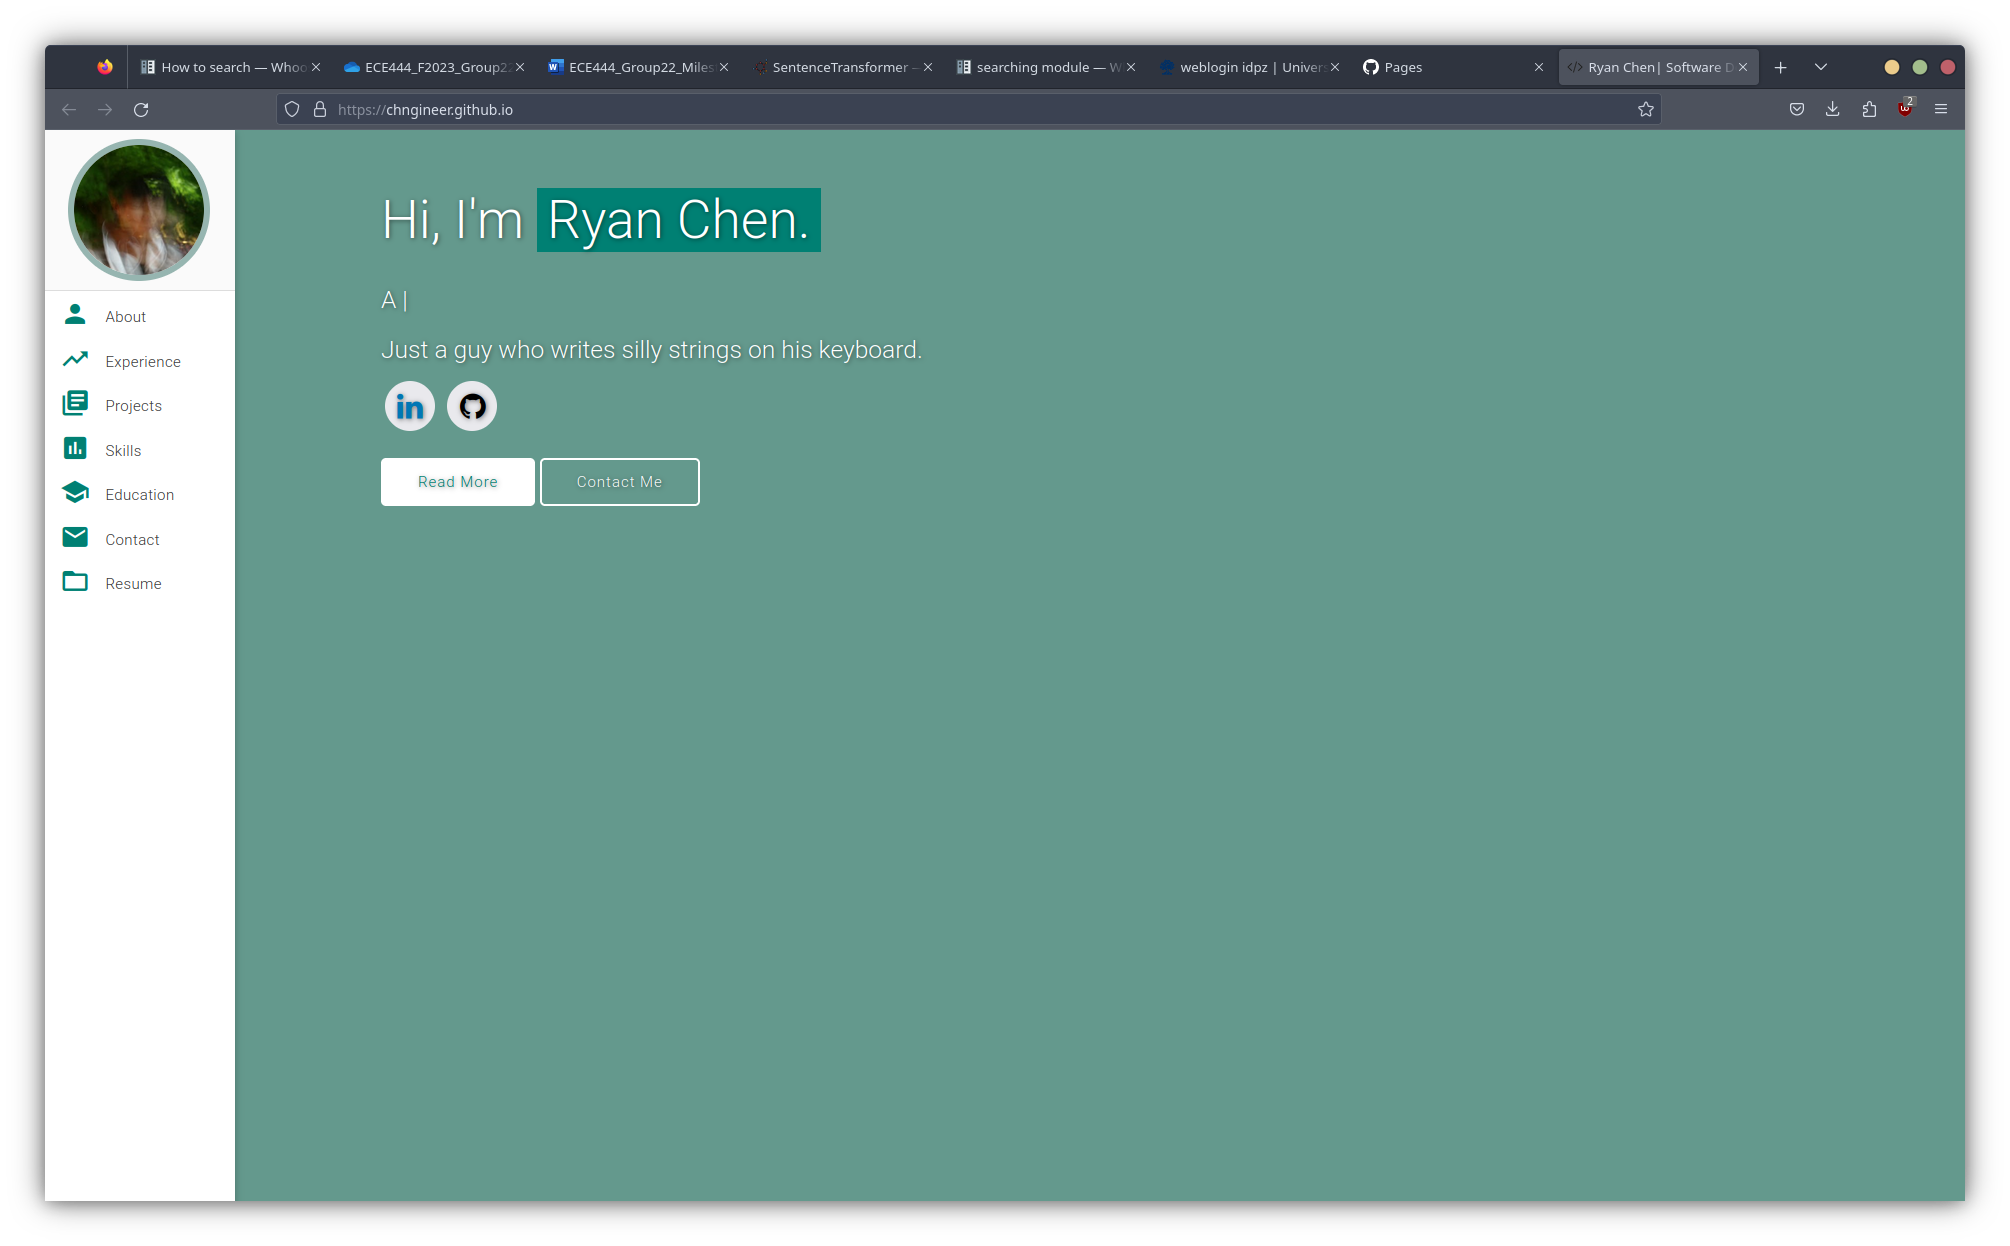 How to search — Whoo
ECE444_F2023_Group22
ECE444_Group22_Miles
SentenceTransformer —
searching module — W
weblogin idpz | Univers
Pages
Ryan Chen| Software D
https://chngineer.github.io
2
Hi, I'm Ryan Chen.
A |
Just a guy who writes silly strings on his keyboard.
in
Read More
Contact Me
About
Experience
Projects
Skills
Education
Contact
Resume